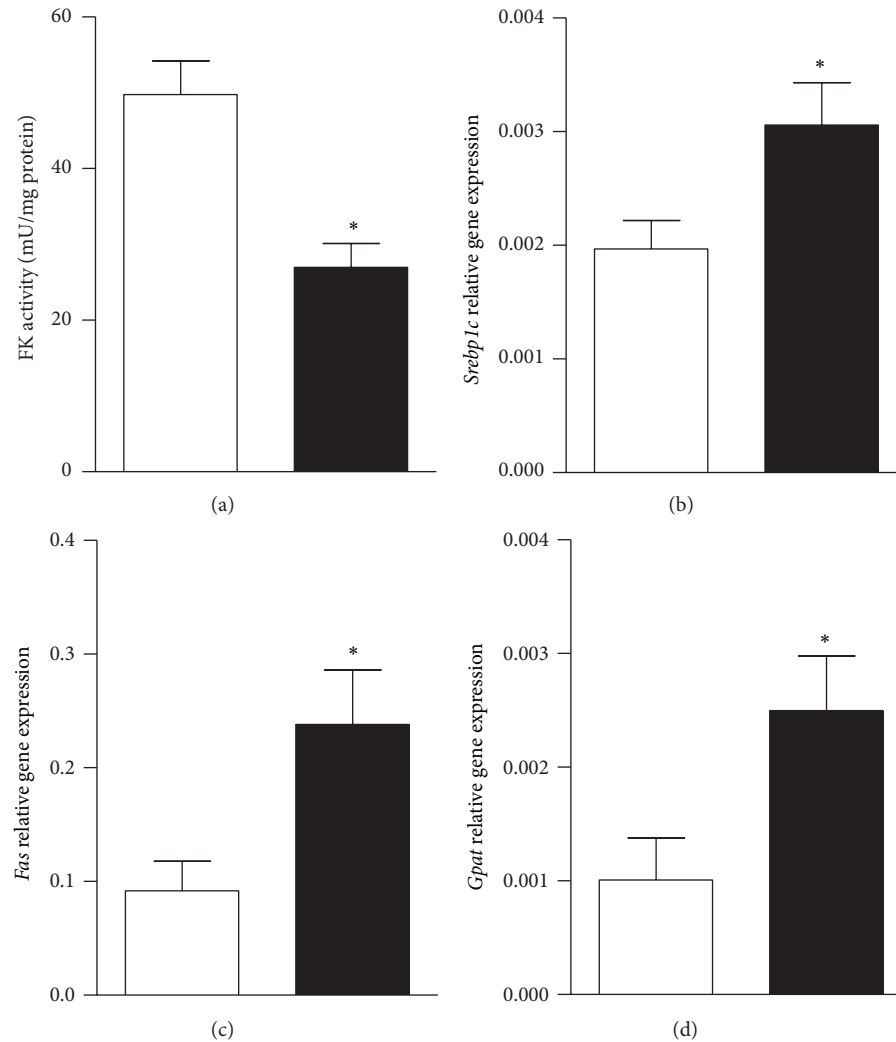 60
40
20
0
FK activity (mU/mg protein)
*
(a)
0.004
0.003
0.002
0.001
0.000
Srebp1c relative gene expression
*
(b)
0.4
0.3
0.2
0.1
0.0
Fas relative gene expression
*
(c)
0.004
0.003
0.002
0.001
0.000
Gpat relative gene expression
*
(d)